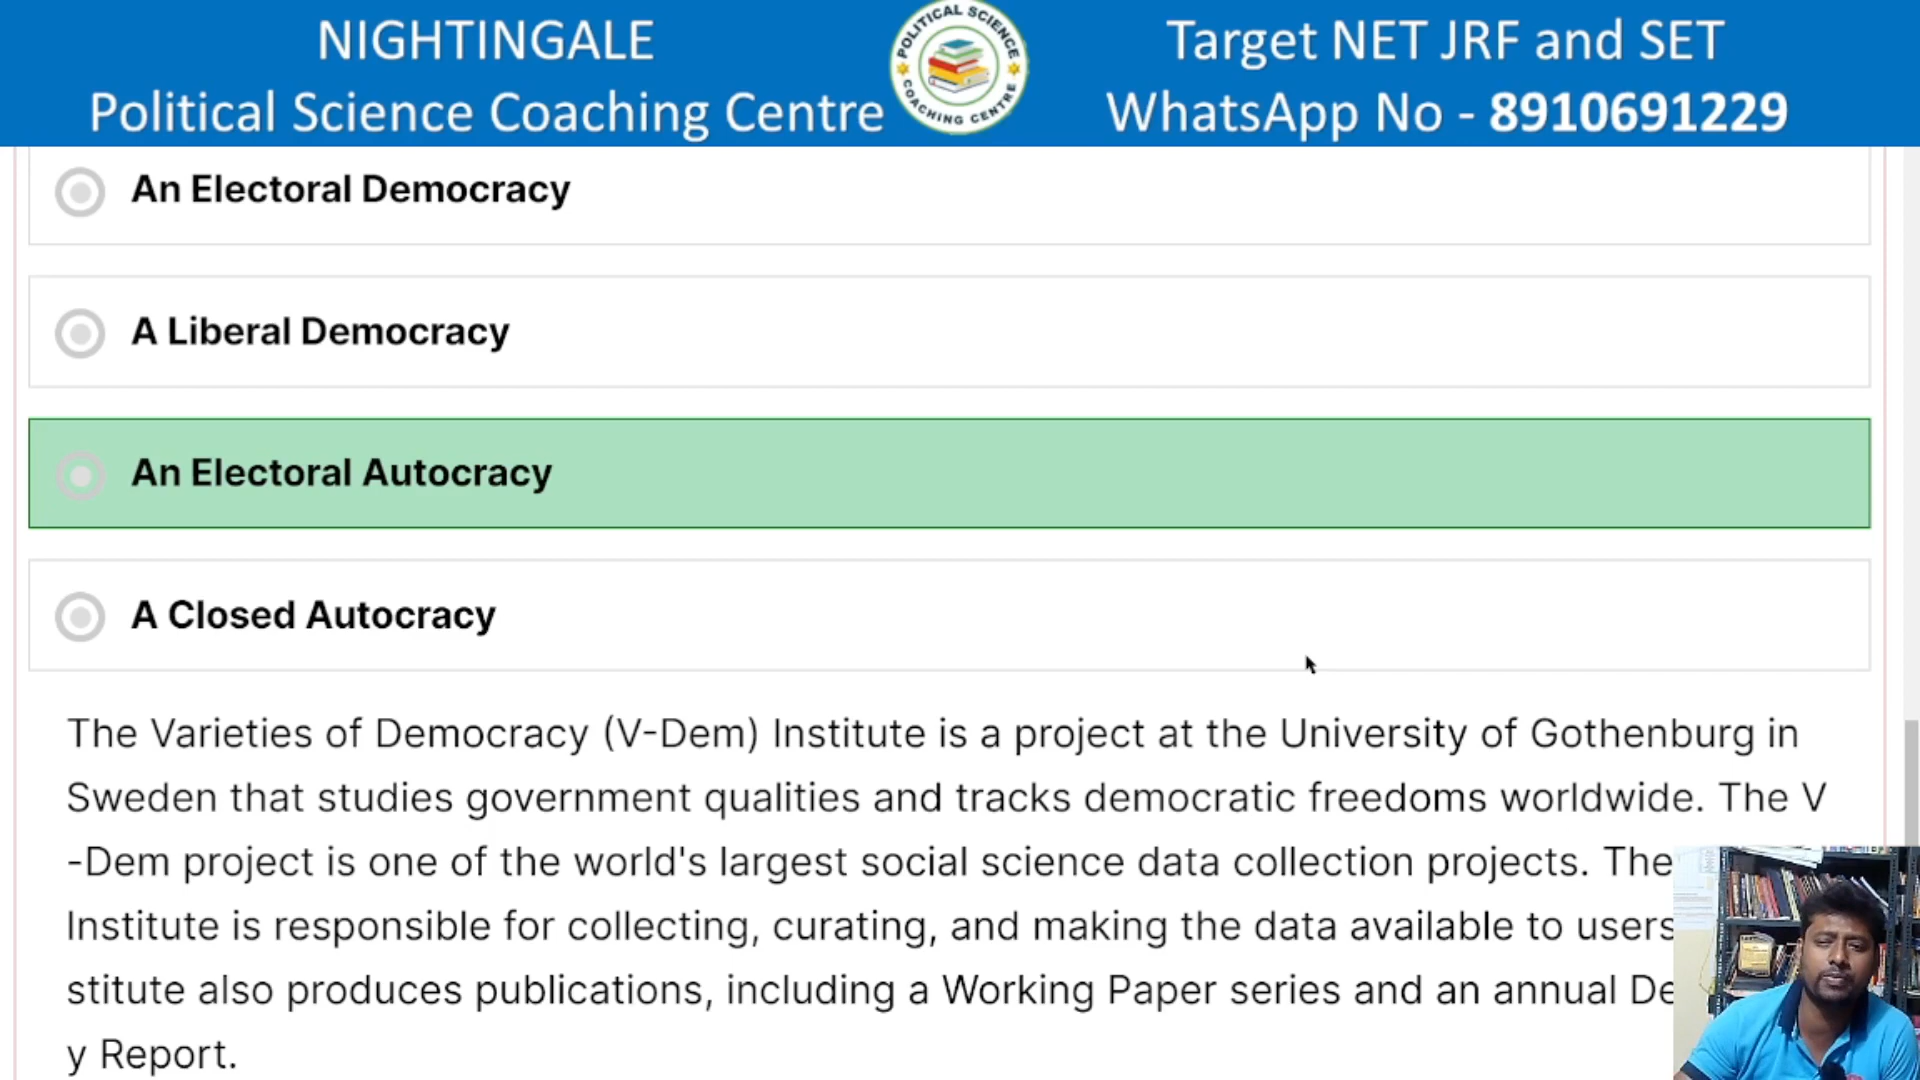 NIGHTINGALE
Political Science Coaching Centre
POLITICAL SCIENCE
COACHING CENTRE
Target NET JRF and SET
WhatsApp No - 8910691229
An Electoral Democracy
A Liberal Democracy
An Electoral Autocracy
A Closed Autocracy
The Varieties of Democracy (V-Dem) Institute is a project at the University of Gothenburg in
Sweden that studies government qualities and tracks democratic freedoms worldwide. The V
-Dem project is one of the world's largest social science data collection projects. The
Institute is responsible for collecting, curating, and making the data available to users
stitute also produces publications, including a Working Paper series and an annual De
y Report.